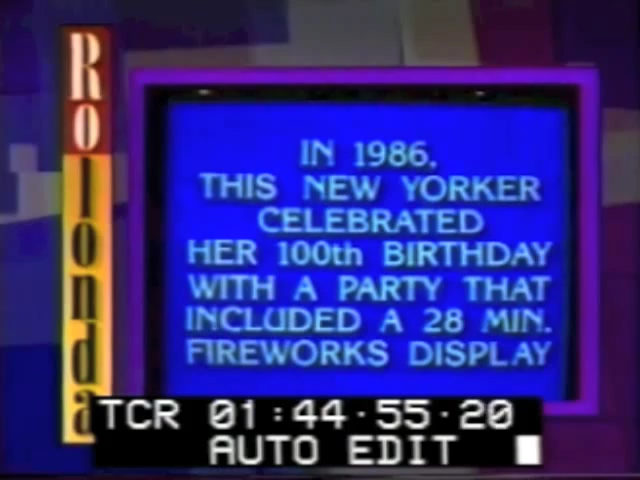 Rolonda
IN 1986,
THIS NEW YORKER
CELEBRATED
HER 100th BIRTHDAY
WITH A PARTY THAT
INCLUDED A 28 MIN.
FIREWORKS DISPLAY
TCR 01:44·55·20
AUTO EDIT